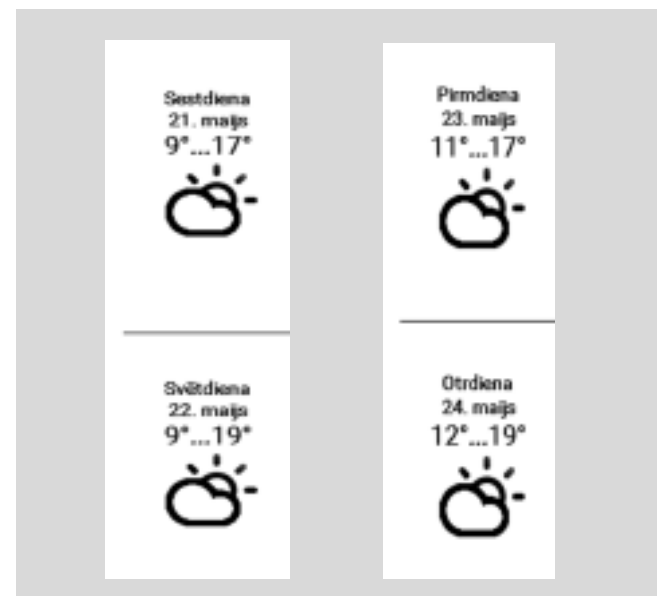 Sestdiena
21. maijs
9°...17°
Svētdiena
22. maijs
9°...19°
Pirmdiena
23. maijs
11°...17°
Otrdiena
24. maijs
12°...19°